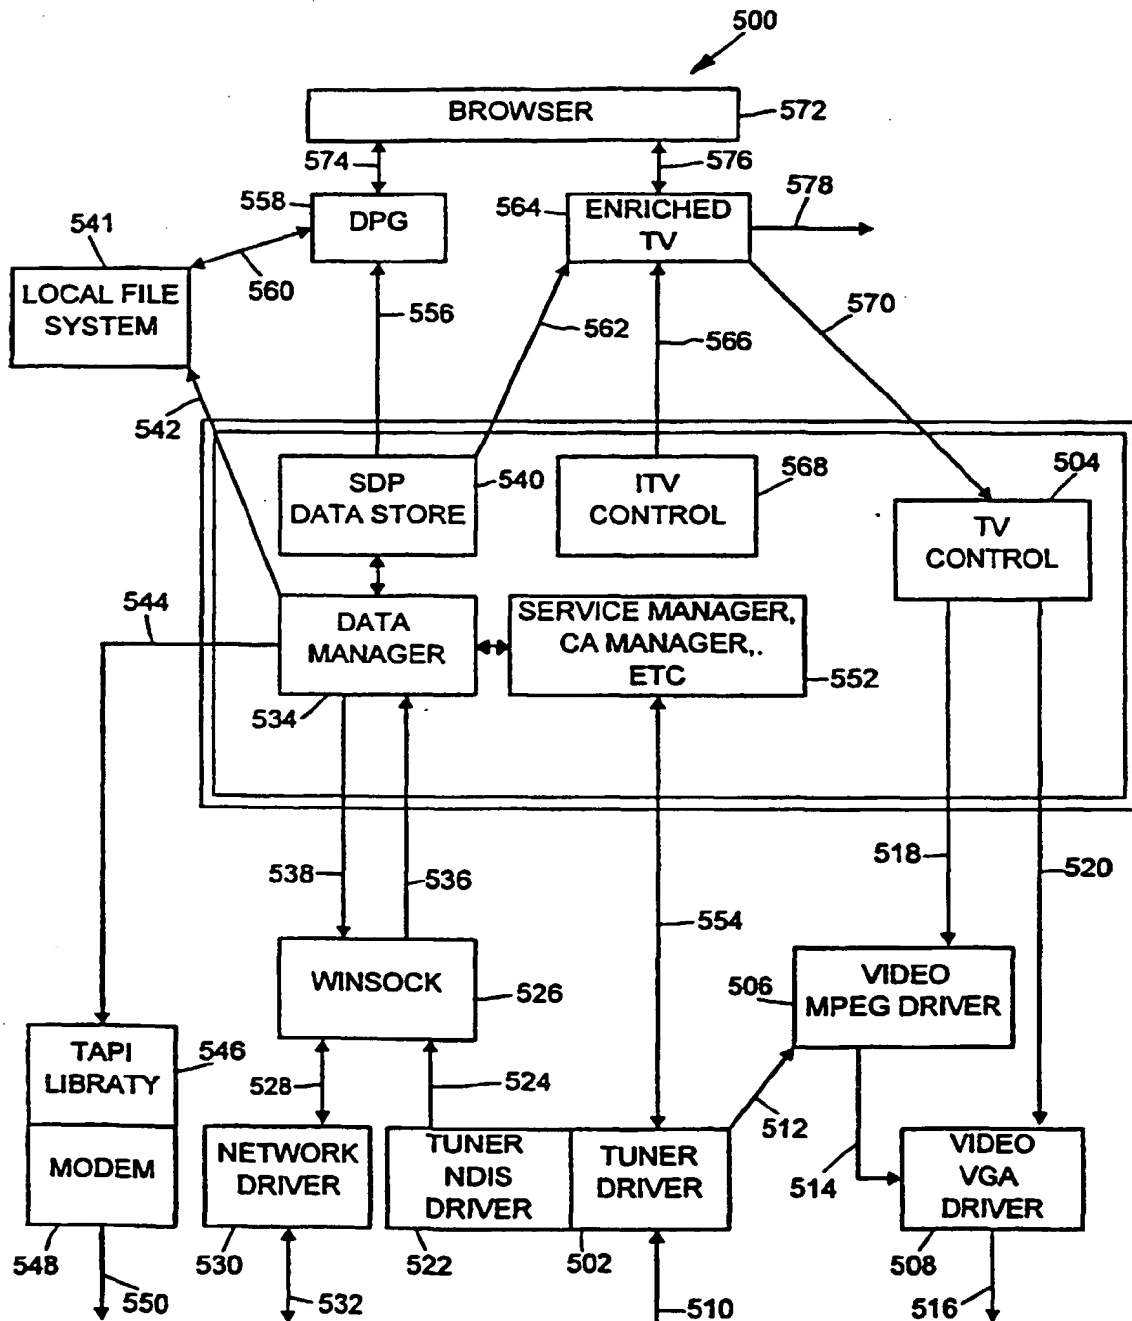 500
BROWSER
572
574
576
578
558
DPG
564
ENRICHED
TV
541
560
LOCAL FILE
SYSTEM
556
562
566
570
542
SDP
DATA STORE
540
ITV
CONTROL
568
504
TV
CONTROL
544
DATA
MANAGER
SERVICE MANAGER,
CA MANAGER,.
ETC
552
534
538
536
518
520
554
WINSOCK
526
506
VIDEO
MPEG DRIVER
TAPI
LIBRATY
546
528
524
512
MODEM
NETWORK
DRIVER
TUNER
NDIS
DRIVER
TUNER
DRIVER
514
VIDEO
VGA
DRIVER
548
550
530
532
522
502
510
508
516